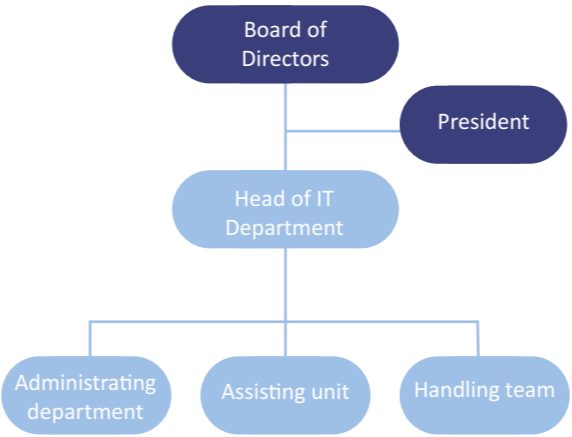 Board of
Directors
President
Head of IT
Department
Administrating
department
Assisting unit
Handling team